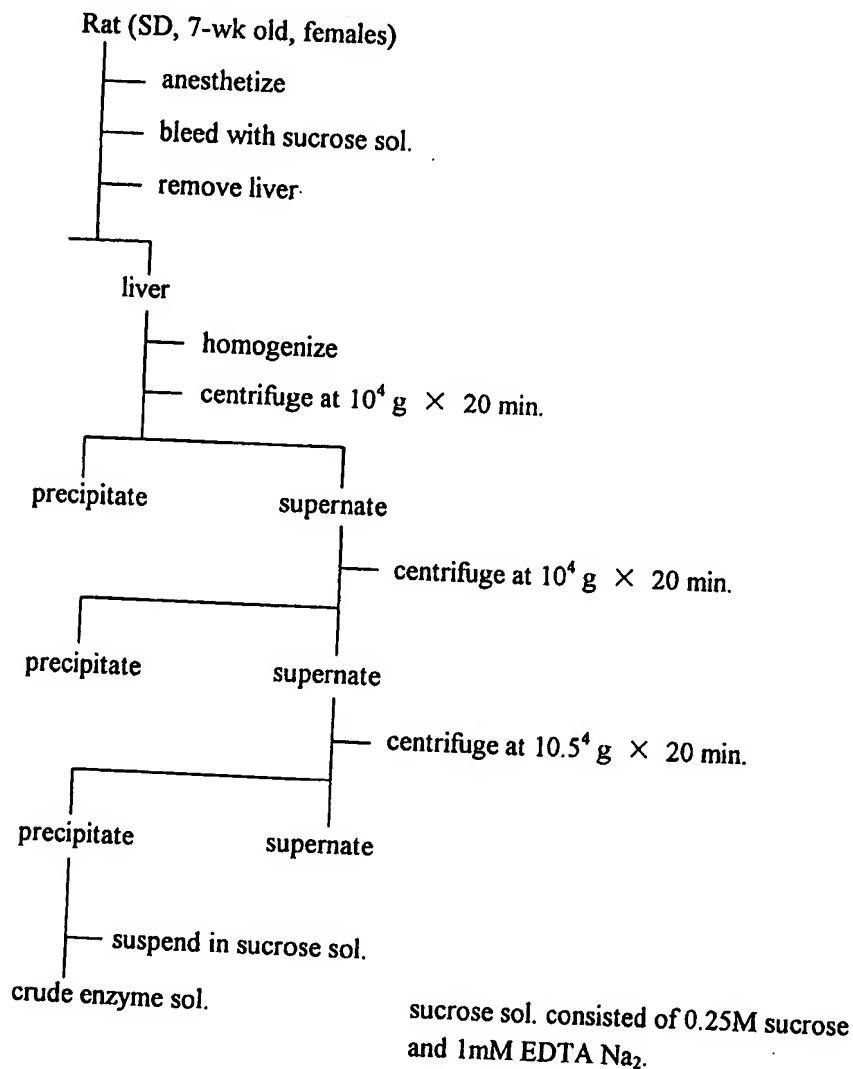 Rat (SD, 7-wk old, females)
anesthetize
bleed with sucrose sol.
remove liver
liver
homogenize
centrifuge at 10⁴ g × 20 min.
precipitate
supernate
centrifuge at 10⁴ g × 20 min.
precipitate
supernate
centrifuge at 10.5⁴ g × 20 min.
precipitate
supernate
suspend in sucrose sol.
crude enzyme sol.
sucrose sol. consisted of 0.25M sucrose
and 1mM EDTA Na₂.